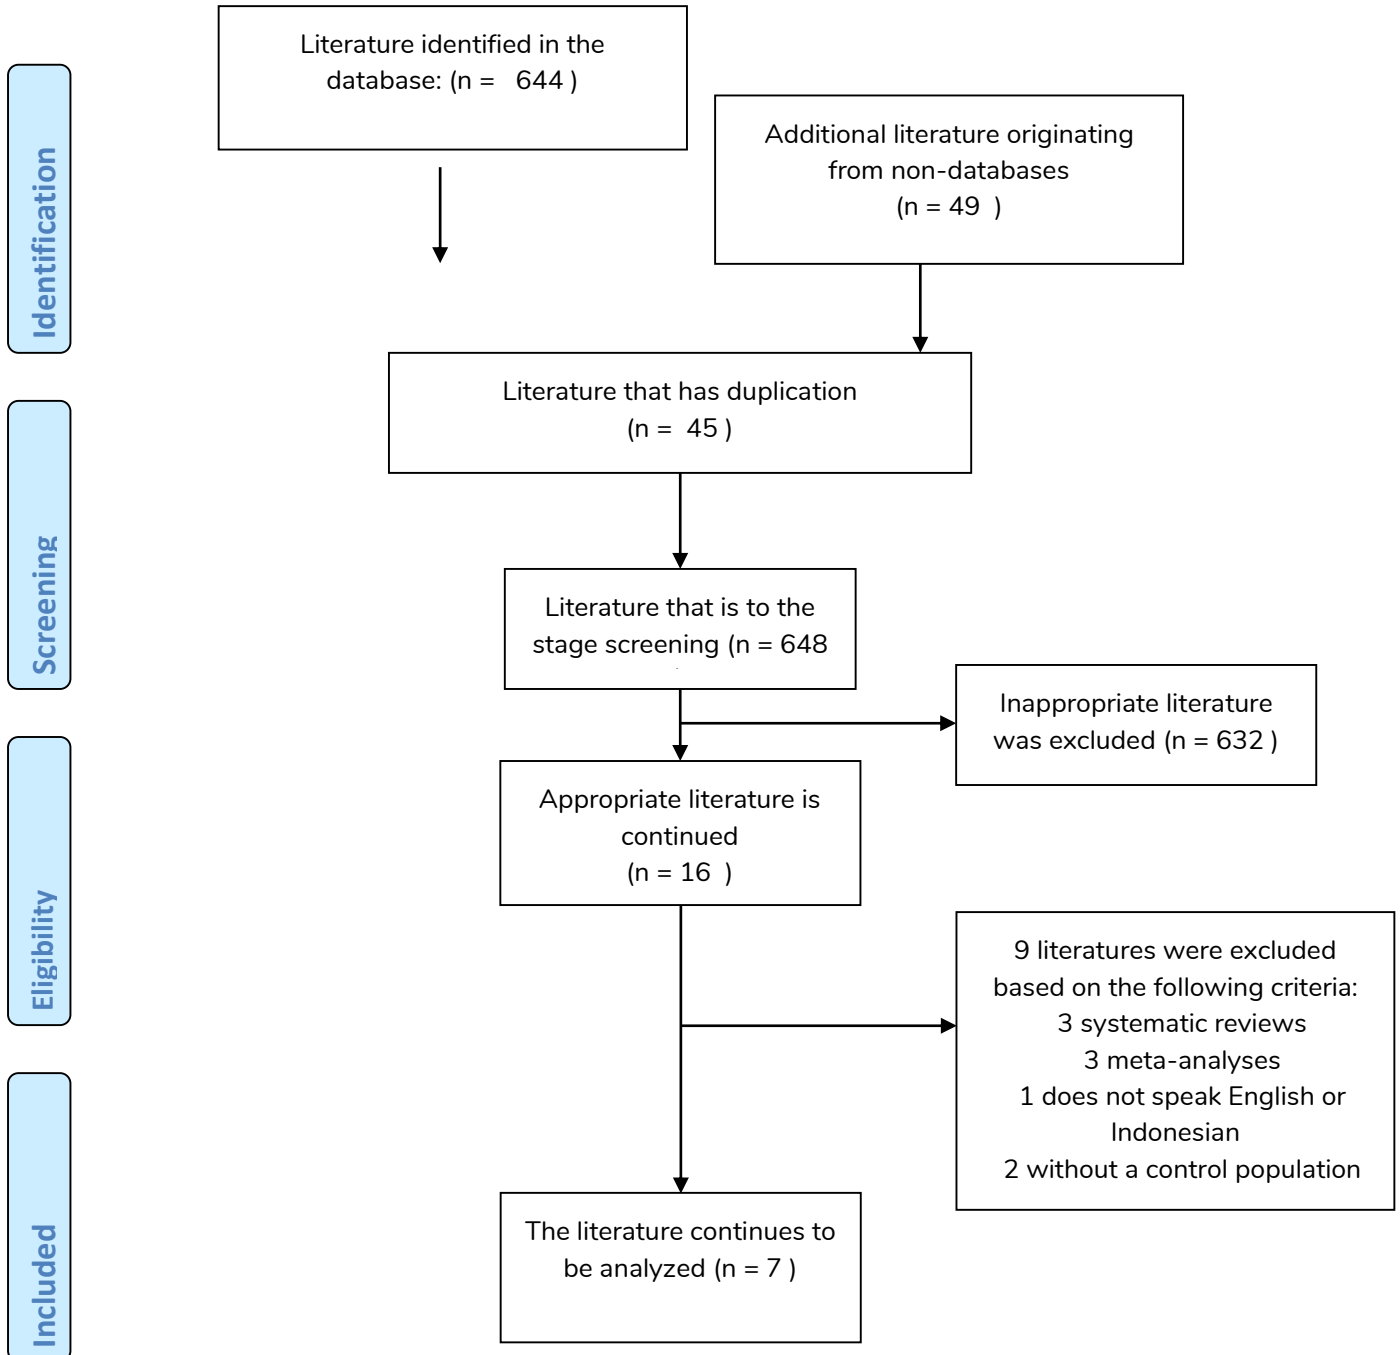 Literature identified in the
database: (n = 644 )
Additional literature originating
from non-databases
(n = 49 )
Identification
Literature that has duplication
(n = 45 )
Screening
Literature that is to the
stage screening (n = 648
Inappropriate literature
was excluded (n = 632 )
Appropriate literature is
continued
(n = 16 )
Eligibility
9 literatures were excluded
based on the following criteria:
3 systematic reviews
3 meta-analyses
1 does not speak English or
Indonesian
2 without a control population
Included
The literature continues to
be analyzed (n = 7 )